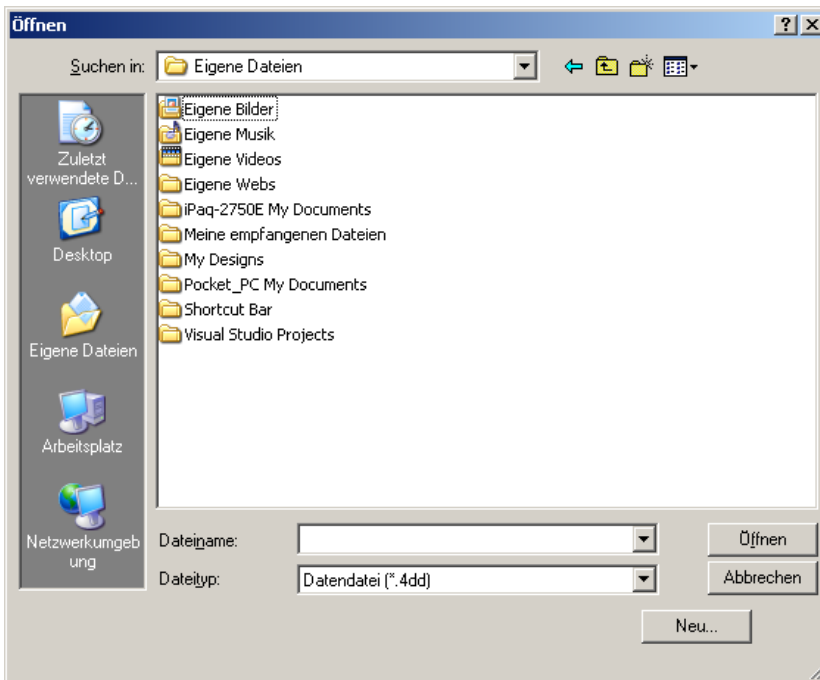 Öffnen
Suchen in: Eigene Dateien
Zuletzt
verwendete D...
Desktop
Eigene Dateien
Arbeitsplatz
Netzwerkumgeb
ung
Eigene Bilder
Eigene Musik
Eigene Videos
Eigene Webs
iPaq-2750E My Documents
Meine empfangenen Dateien
My Designs
Pocket_PC My Documents
Shortcut Bar
Visual Studio Projects
Dateiname: Öffnen
Dateityp: Datendatei (*.4dd) Abbrechen
Neu...